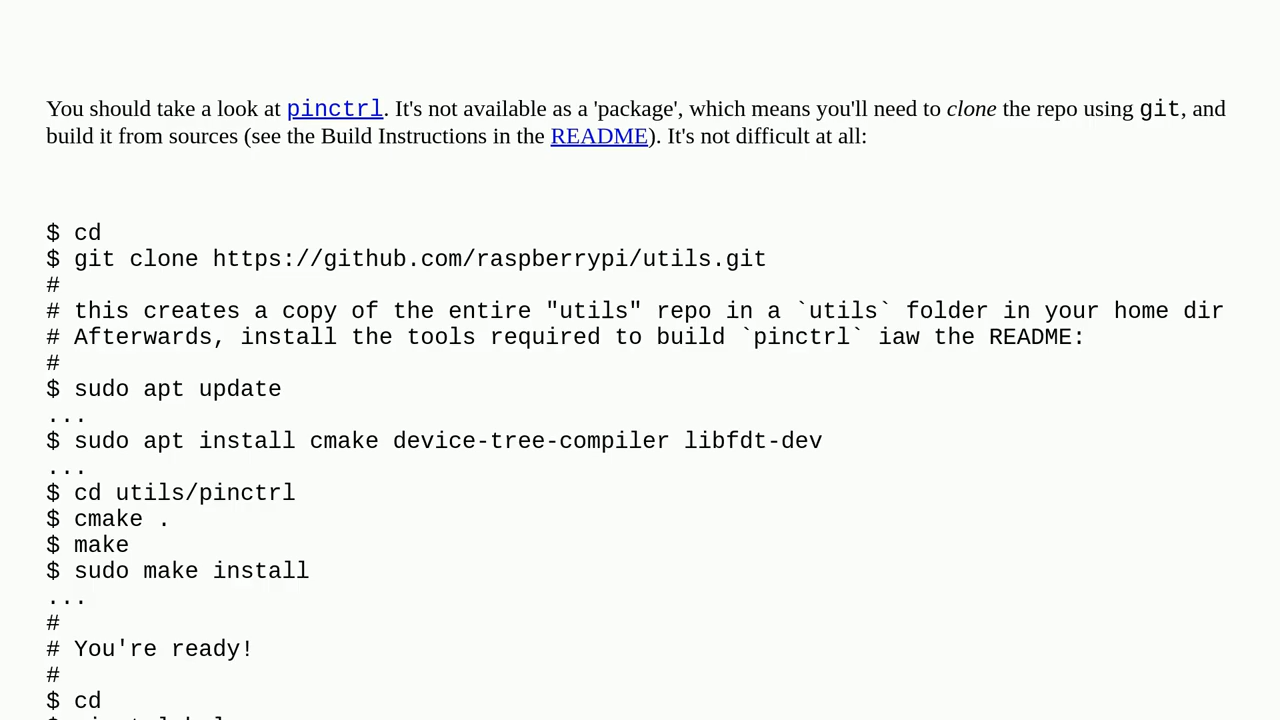 You should take a look at pinctrl. It's not available as a 'package', which means you'll need to clone the repo using git, and
build it from sources (see the Build Instructions in the README). It's not difficult at all:
$ cd
$ git clone https://github.com/raspberrypi/utils.git
#
# this creates a copy of the entire "utils" repo in a `utils` folder in your home dir
# Afterwards, install the tools required to build `pinctrl` iaw the README:
#
$ sudo apt update
...
$ sudo apt install cmake device-tree-compiler libfdt-dev
...
$ cd utils/pinctrl
$ cmake .
$ make
$ sudo make install
...
#
# You're ready!
#
$ cd